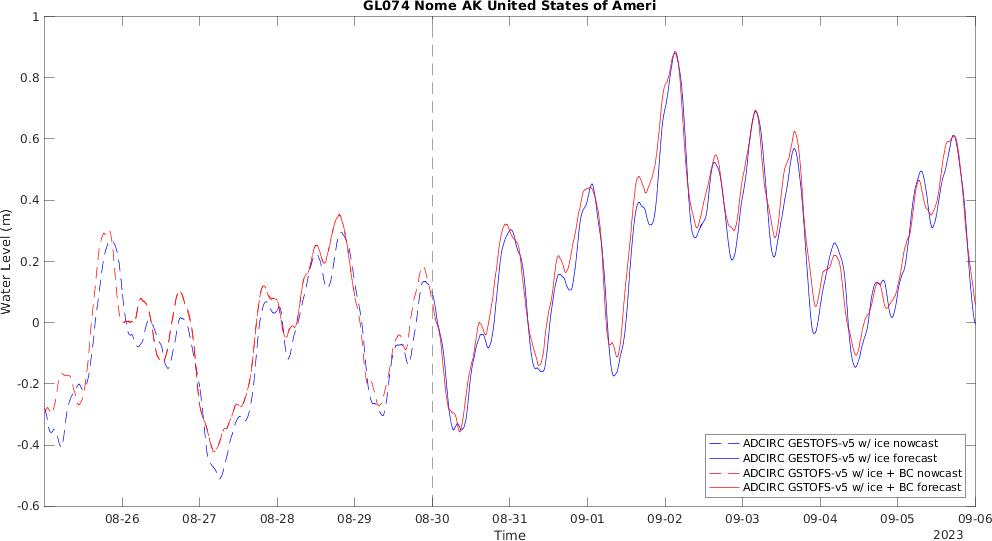 GL074 Nome AK United States of Ameri
Water Level (m)
1
0.8
0.6
0.4
0.2
0
-0.2
-0.4
-0.6
08-26 08-27 08-28 08-29 08-30 08-31 09-01 09-02 09-03 09-04 09-05 09-06
Time
2023
ADCIRC GESTOFS-v5 w/ ice nowcast
ADCIRC GESTOFS-v5 w/ ice forecast
ADCIRC GSTOFS-v5 w/ ice + BC nowcast
ADCIRC GSTOFS-v5 w/ ice + BC forecast